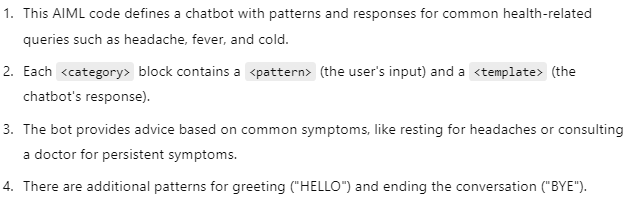 1. This AIML code defines a chatbot with patterns and responses for common health-related
queries such as headache, fever, and cold.
2. Each <category> block contains a <pattern> (the user's input) and a <template> (the
chatbot's response).
3. The bot provides advice based on common symptoms, like resting for headaches or consulting
a doctor for persistent symptoms.
4. There are additional patterns for greeting ("HELLO") and ending the conversation ("BYE").